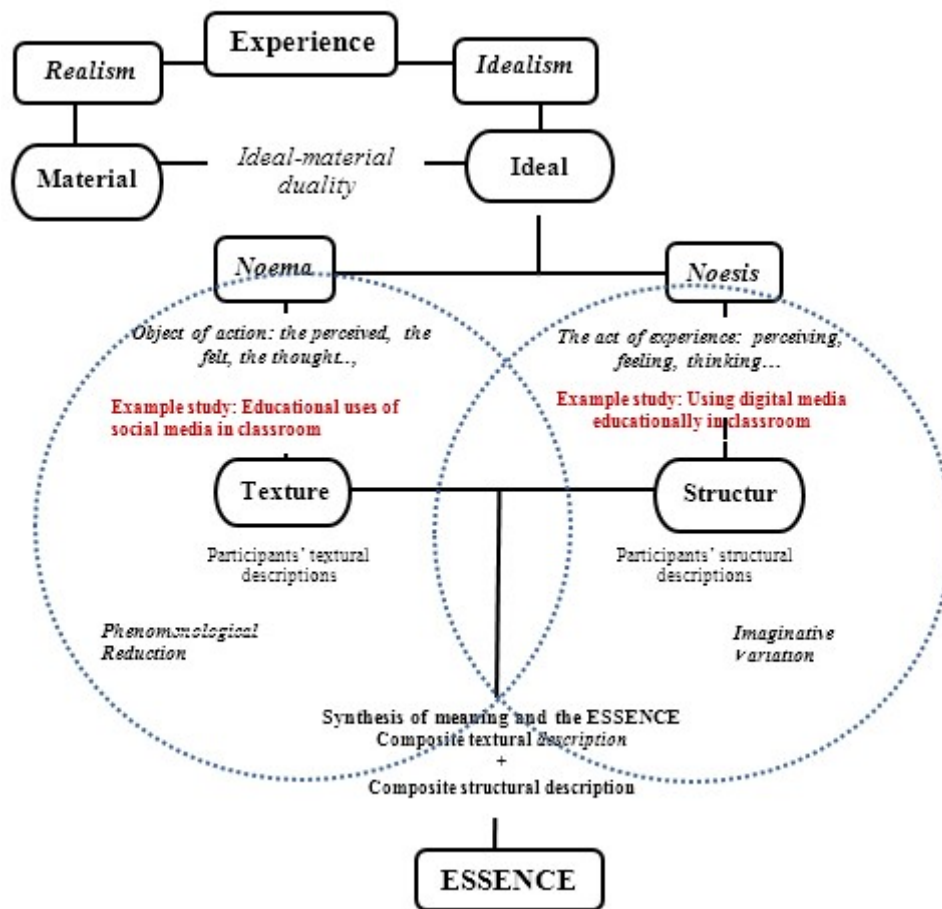 Experience
Realism
Idealism
Material
Ideal-material
duality
Ideal
Noema
Noesis
Object of action: the perceived, the
felt, the thought..,
The act of experience: perceiving,
feeling, thinking…
Example study: Educational uses of
social media in classroom
Example study: Using digital media
educationally in classroom
Texture
Structur
Participants’ textural
descriptions
Participants’ structural
descriptions
Phenomenological
Reduction
Imaginative
Variation
Synthesis of meaning and the ESSENCE
Composite textural description
+
Composite structural description
ESSENCE